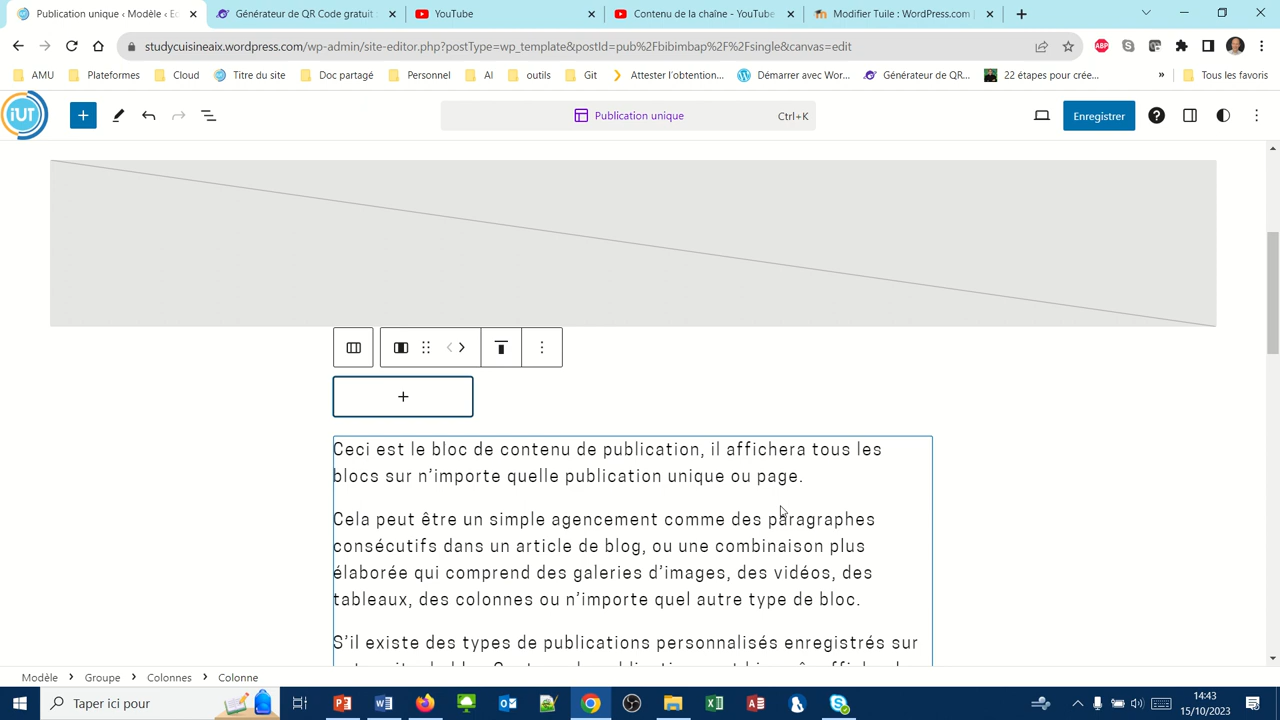 Publication unique ‹ Modèle ‹ Éd
Générateur de QR Code gratuit :
YouTube
Contenu de la chaîne - YouTube
Modifier Tuile : WordPress.com |
studycuisineaix.wordpress.com/wp-admin/site-editor.php?postType=wp_template&postId=pub%2Fbibimbap%2F%2Fsingle&canvas=edit
ABP
AMU
Plateformes
Cloud
Titre du site
Doc partagé
Personnel
AI
outils
Git
Attester l'obtention...
Démarrer avec Wor...
Générateur de QR...
22 étapes pour crée...
»
Tous les favoris
iUT
Publication unique
Ctrl+K
Enregistrer
Ceci est le bloc de contenu de publication, il affichera tous les
blocs sur n'importe quelle publication unique ou page.
Cela peut être un simple agencement comme des paragraphes
consécutifs dans un article de blog, ou une combinaison plus
élaborée qui comprend des galeries d'images, des vidéos, des
tableaux, des colonnes ou n'importe quel autre type de bloc.
S'il existe des types de publications personnalisés enregistrés sur
Modèle
Groupe
Colonnes
Colonne
Taper ici pour
14:43
15/10/2023